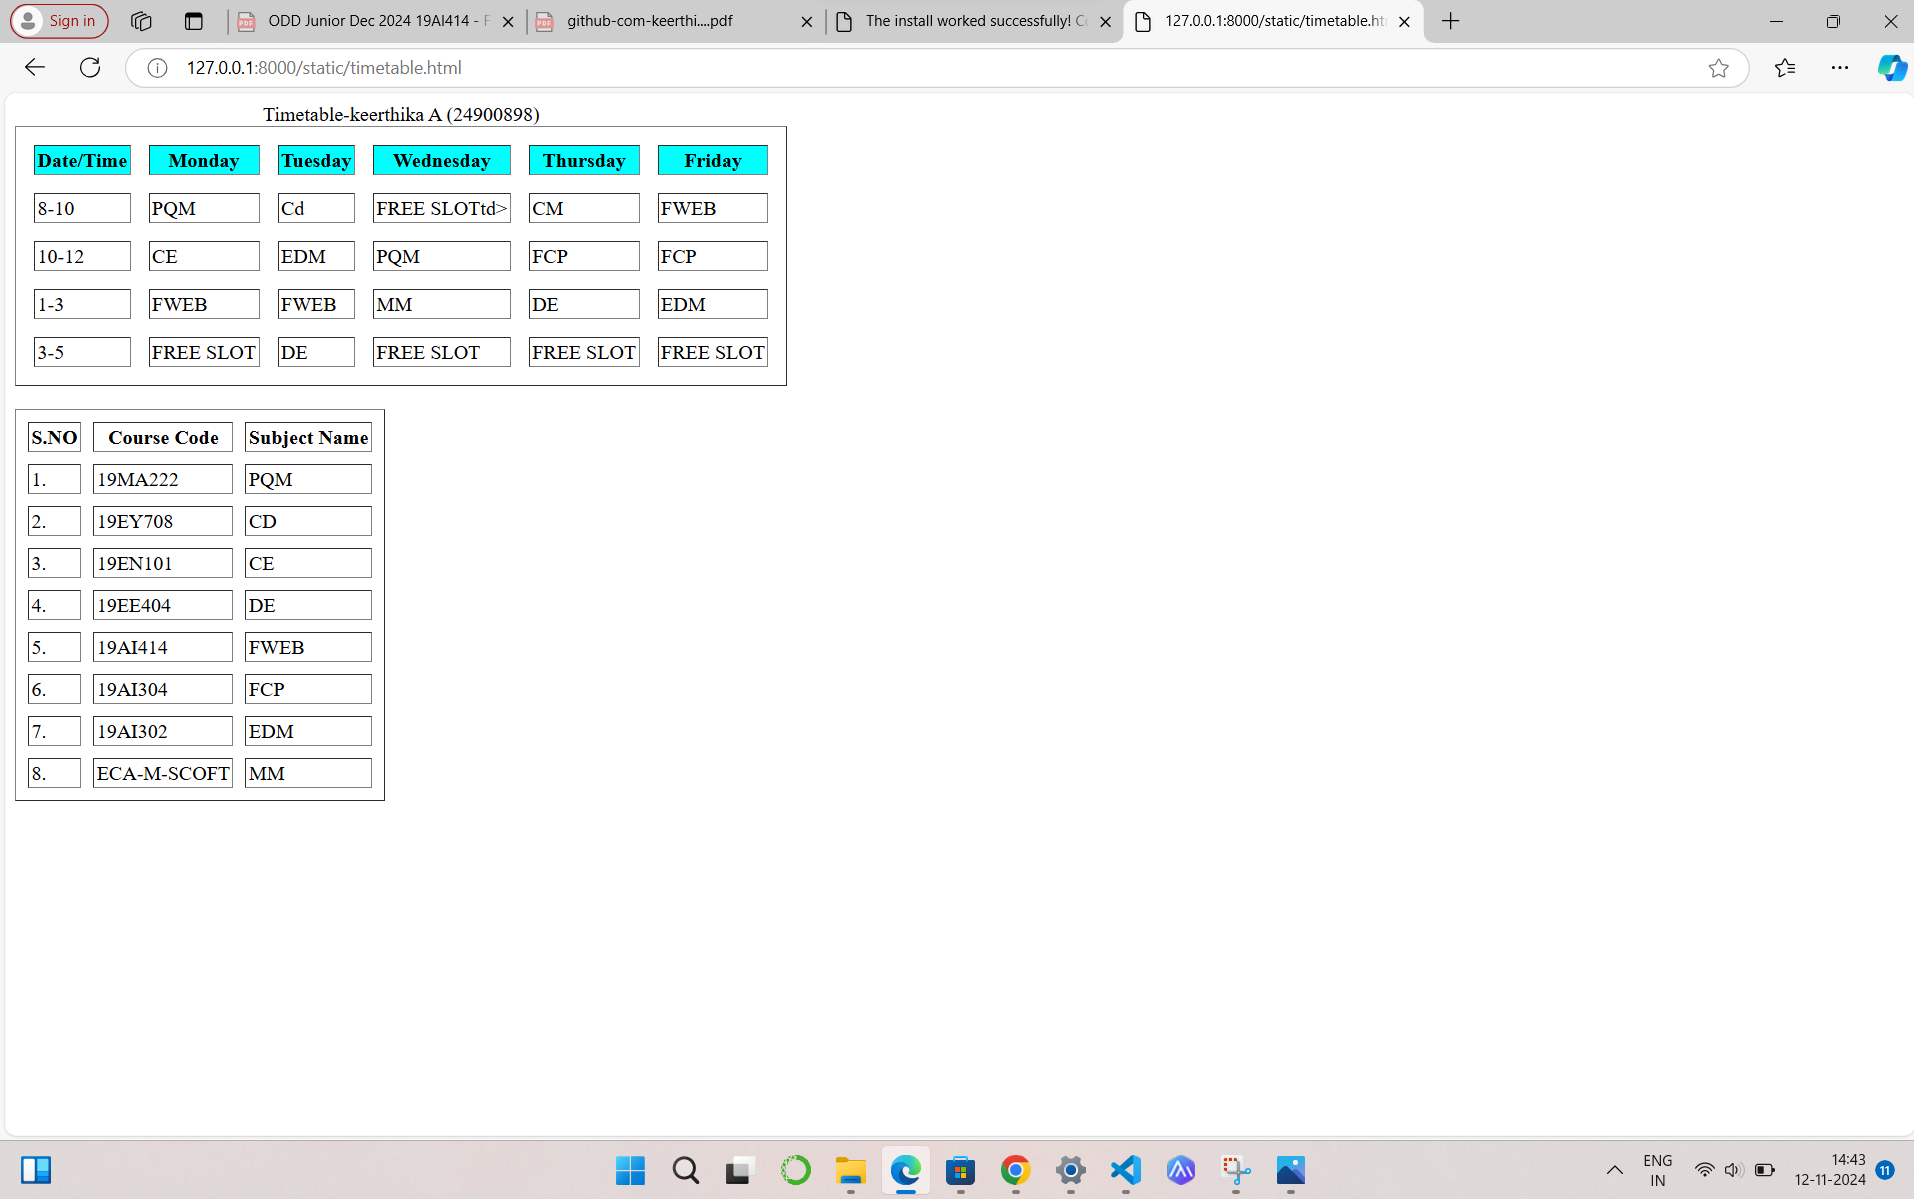 Sign in
ODD Junior Dec 2024 19AI414 - F
github-com-keerthi....pdf
The install worked successfully! Co
127.0.0.1:8000/static/timetable.ht
127.0.0.1:8000/static/timetable.html
Timetable-keerthika A (24900898)
Date/Time Monday Tuesday Wednesday Thursday Friday
8-10 PQM Cd FREE SLOTtd> CM FWEB
10-12 CE EDM PQM FCP FCP
1-3 FWEB FWEB MM DE EDM
3-5 FREE SLOT DE FREE SLOT FREE SLOT FREE SLOT
S.NO Course Code Subject Name
1. 19MA222 PQM
2. 19EY708 CD
3. 19EN101 CE
4. 19EE404 DE
5. 19AI414 FWEB
6. 19AI304 FCP
7. 19AI302 EDM
8. ECA-M-SCOFT MM
ENG
IN
14:43
12-11-2024
11